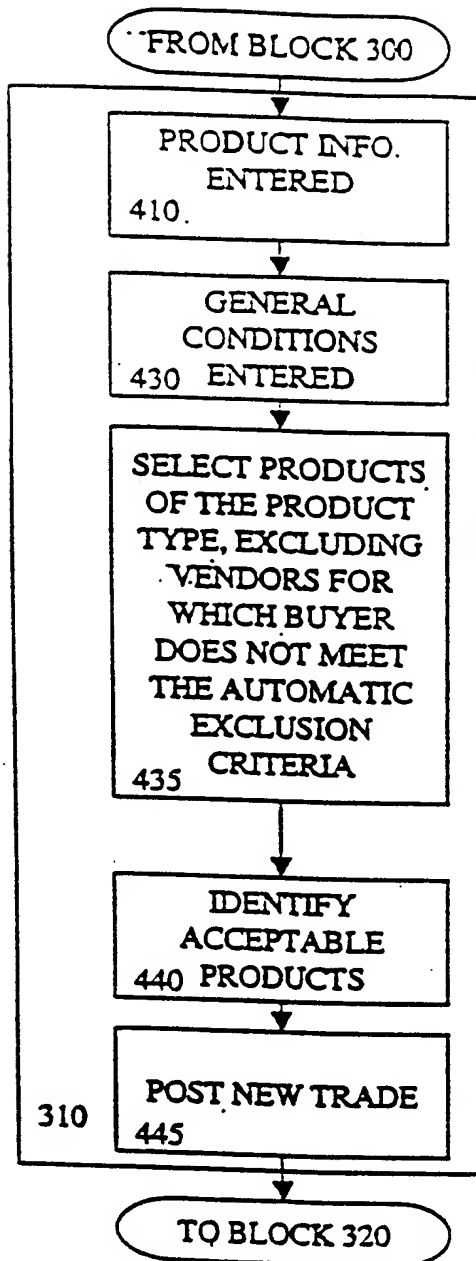 FROM BLOCK 300
PRODUCT INFO.
ENTERED
410.
GENERAL
CONDITIONS
430 ENTERED
SELECT PRODUCTS
OF THE PRODUCT
TYPE, EXCLUDING
VENDORS FOR
WHICH BUYER
DOES NOT MEET
THE AUTOMATIC
EXCLUSION
CRITERIA
435
IDENTIFY
ACCEPTABLE
440 PRODUCTS
POST NEW TRADE
310
445
TO BLOCK 320